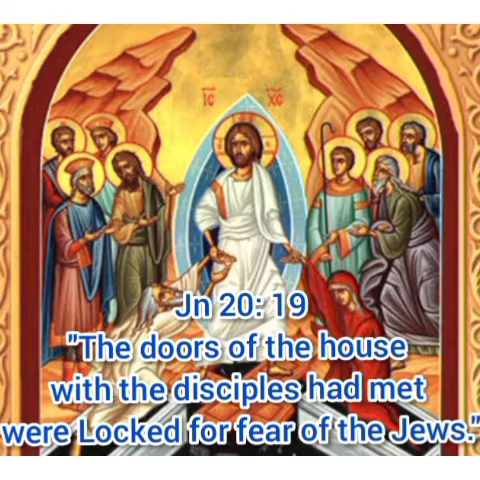 IC XC
Jn 20: 19
"The doors of the house
with the disciples had met
were Locked for fear of the Jews."